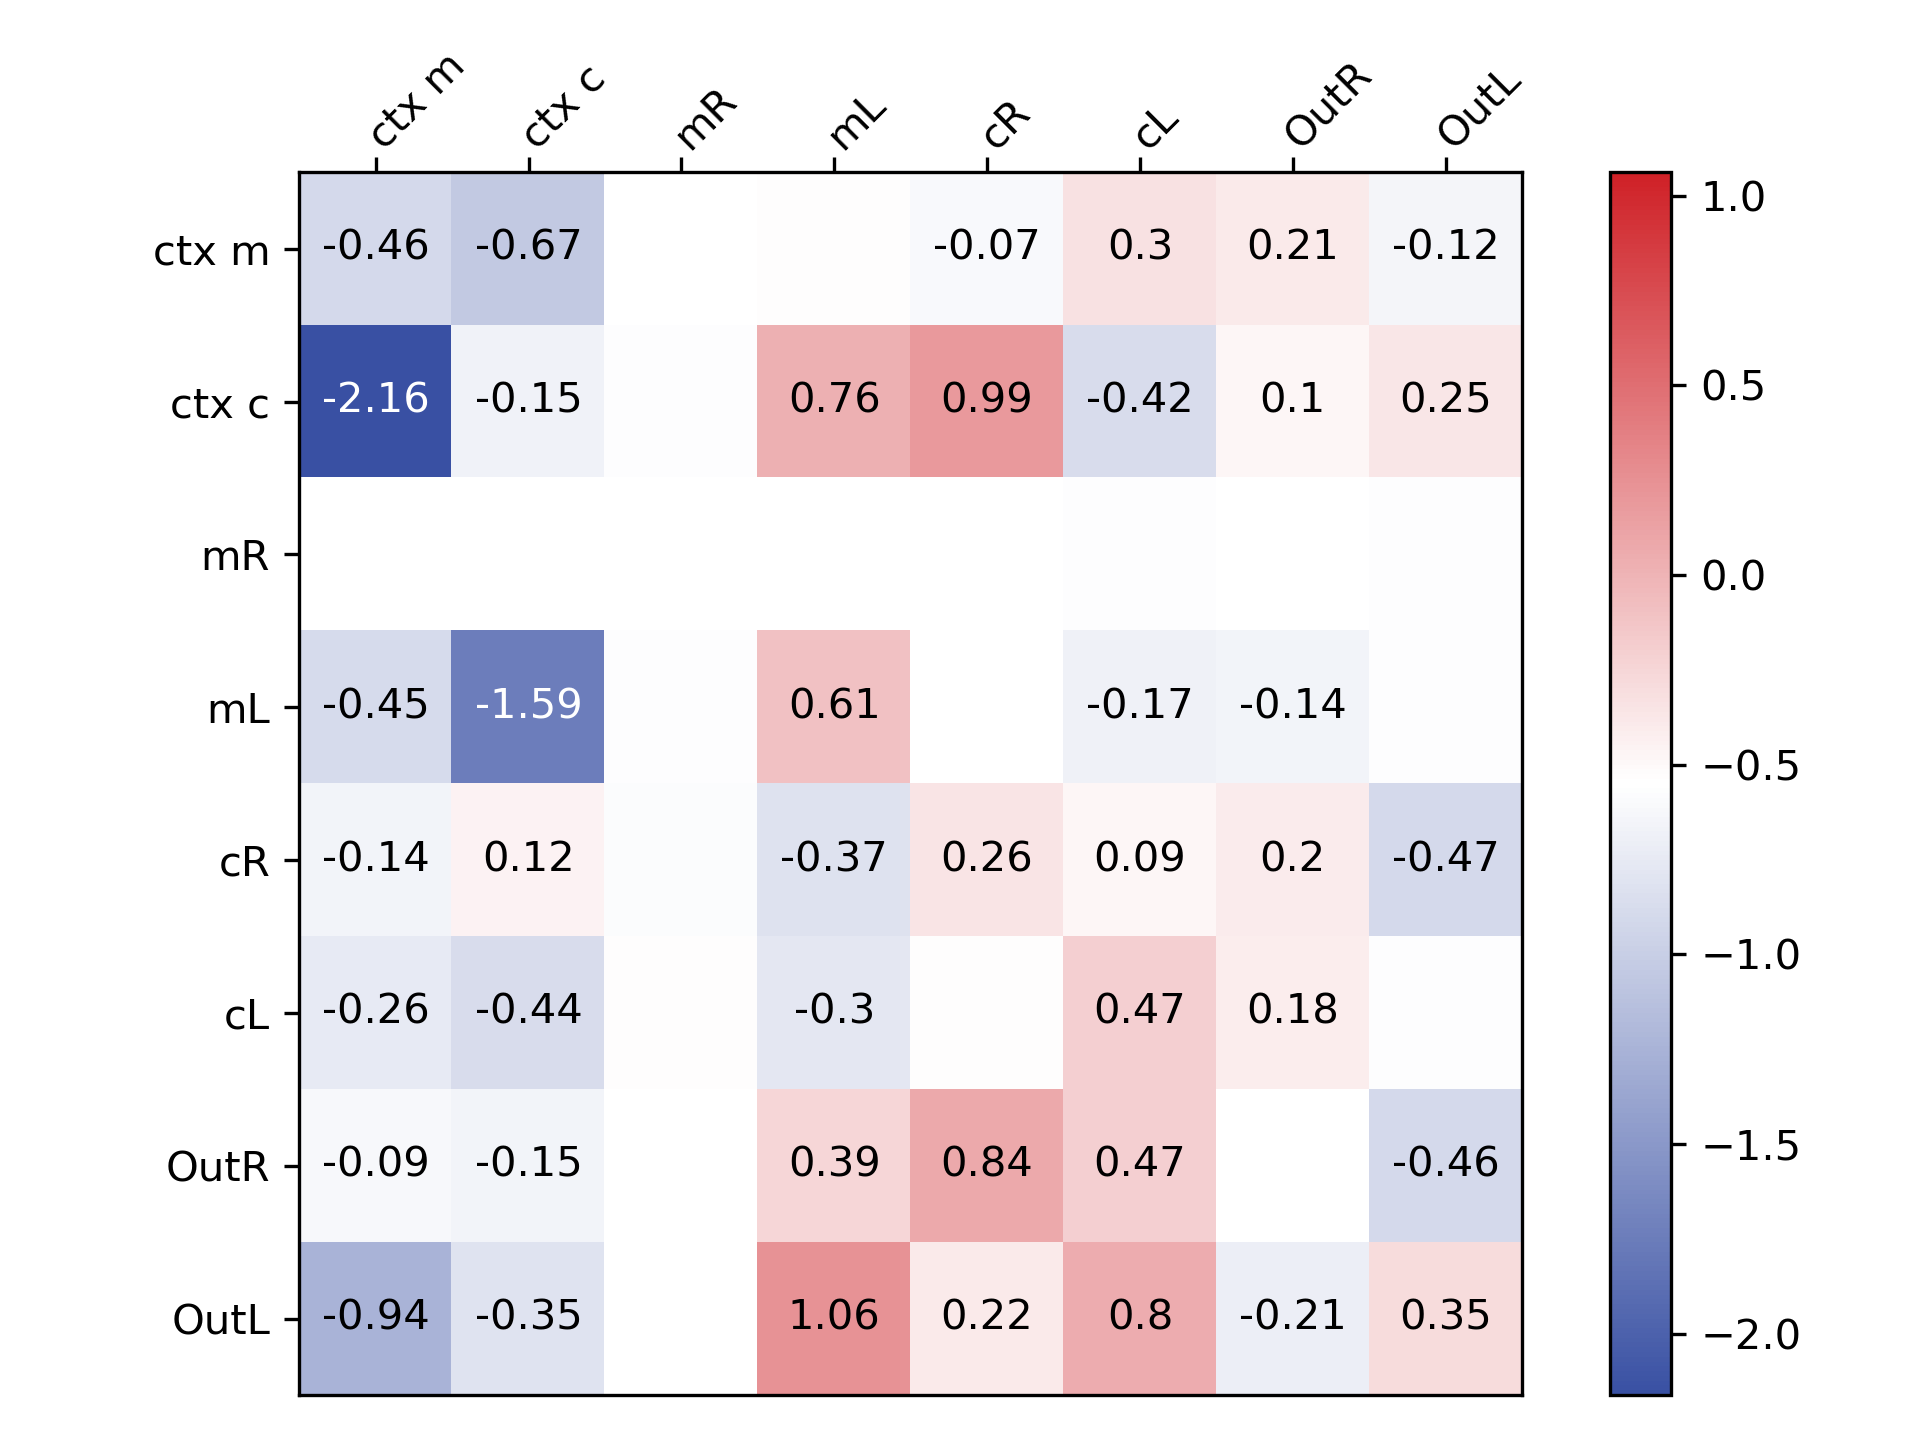 ctx m ctx c mR mL cR cL OutR OutL
ctx m -0.46 -0.67 -0.07 0.3 0.21 -0.12
ctx c -2.16 -0.15 0.76 0.99 -0.42 0.1 0.25
mR
mL -0.45 -1.59 0.61 -0.17 -0.14
cR -0.14 0.12 -0.37 0.26 0.09 0.2 -0.47
cL -0.26 -0.44 -0.3 0.47 0.18
OutR -0.09 -0.15 0.39 0.84 0.47 -0.46
OutL -0.94 -0.35 1.06 0.22 0.8 -0.21 0.35
1.0
0.5
0.0
−0.5
−1.0
−1.5
−2.0